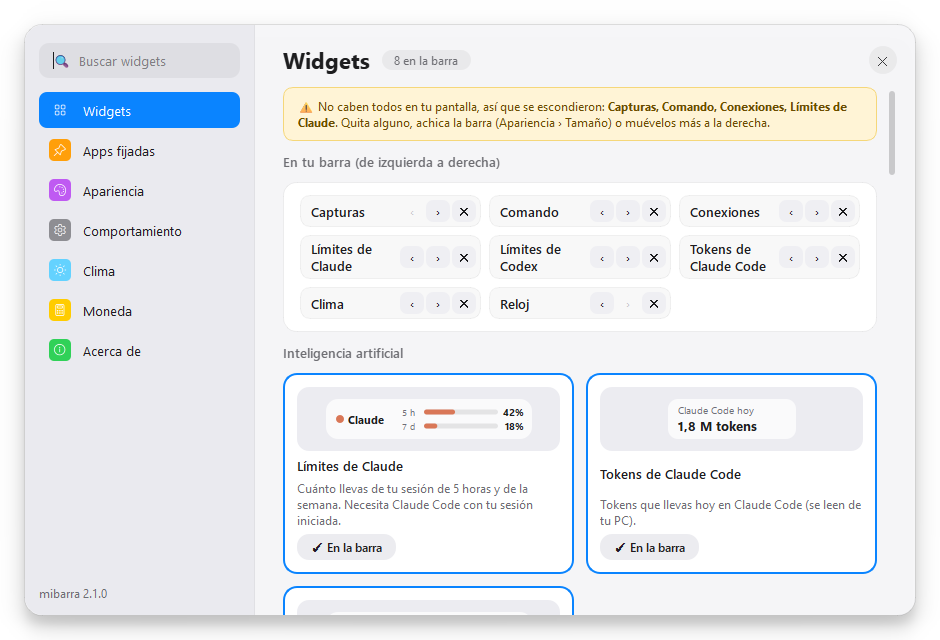 Buscar widgets
Widgets
Apps fijadas
Apariencia
Comportamiento
Clima
Moneda
Acerca de
mibarra 2.1.0
Widgets
8 en la barra
No caben todos en tu pantalla, así que se escondieron: Capturas, Comando, Conexiones, Límites de
Claude. Quita alguno, achica la barra (Apariencia › Tamaño) o muévelos más a la derecha.
En tu barra (de izquierda a derecha)
Capturas ‹ › ✕
Comando ‹ › ✕
Conexiones ‹ › ✕
Límites de
Claude ‹ › ✕
Límites de
Codex ‹ › ✕
Tokens de
Claude Code ‹ › ✕
Clima ‹ › ✕
Reloj ‹ › ✕
Inteligencia artificial
Claude
5 h 42%
7 d 18%
Límites de Claude
Cuánto llevas de tu sesión de 5 horas y de la
semana. Necesita Claude Code con tu sesión
iniciada.
✓ En la barra
Claude Code hoy
1,8 M tokens
Tokens de Claude Code
Tokens que llevas hoy en Claude Code (se leen de
tu PC).
✓ En la barra